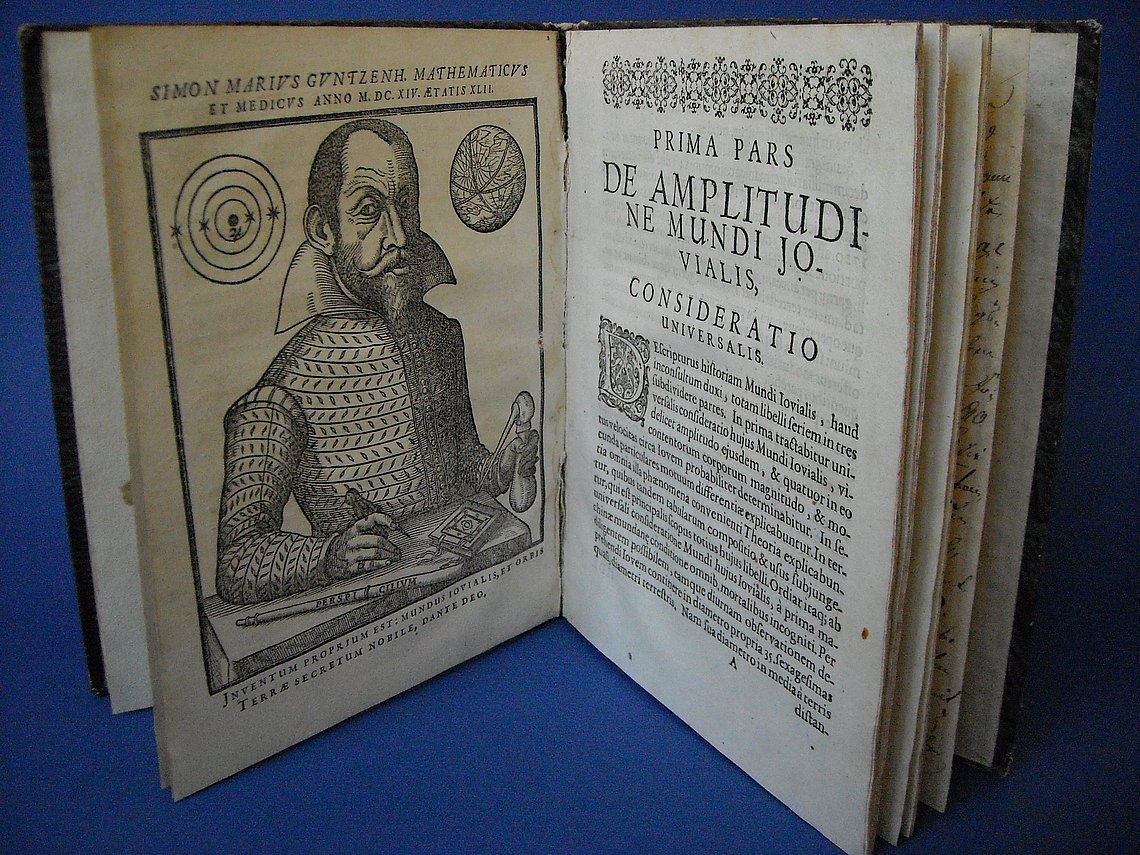 SIMON MARIVS GVNTZENH. MATHEMATICVS
ET MEDICVS ANNO M. DC. XIV. ÆTATIS XLII.
PERSPICILIUM
INVENTUM PROPRIUM EST: MUNDUS IOVIALIS, ET ORBIS
TERRÆ SECRETUM NOBILE, DANTE DEO,
PRIMA PARS
DE AMPLITUDI-
NE MUNDI JO-
VIALIS,
CONSIDERATIO
UNIVERSALIS.
DEscripturus historiam Mundi Iovialis, haud
inconsultum duxi, totam libelli seriem in tres
subdividere partes. In prima tractabitur uni-
versalis consideratio hujus Mundi Iovialis, vi-
delicet amplitudo ejusdem, & quatuor in eo
contentorum corporum magnitudo, & mo-
tus velocitas circa Iovem probabiliter determinabitur. In se-
cunda particulares motuum differentiæ explicabuntur. In ter-
tia omnia illa phænomena convenienti Theoria explicabun-
tur, quibus tandem tabularum compositio, & usus subjunge-
tur, qui est principalis scopus totius hujus libelli. Ordiar itaq; ab
universali consideratione Mundi hujus Iovialis, à prima ma-
chinæ mundanæ conditione omnib. mortalibus incogniti. Per
diligentem possibilem, tamque diurnam observationem de-
prehendi Iovem continere in diametro propria 35. sexagesimas
quasi diametri terrestris, Nam sua diametro in media à terris
A
distan-